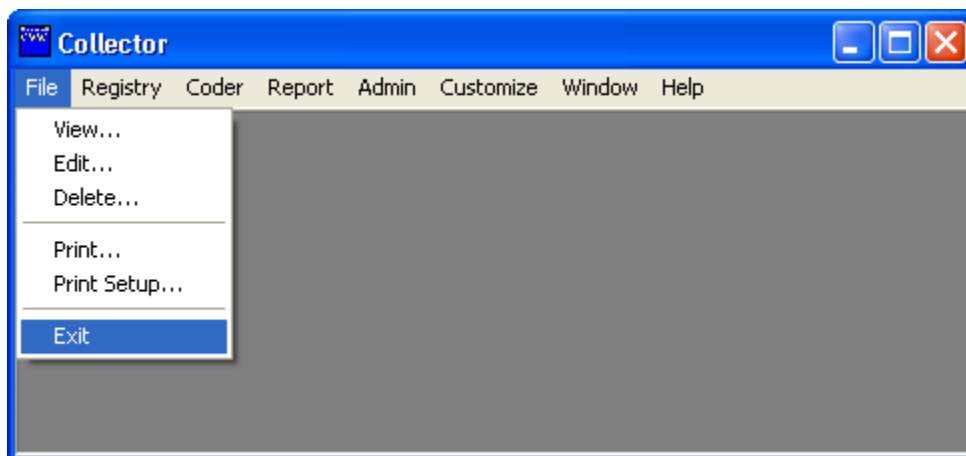 Collector
File Registry Coder Report Admin Customize Window Help
View...
Edit...
Delete...
Print...
Print Setup...
Exit